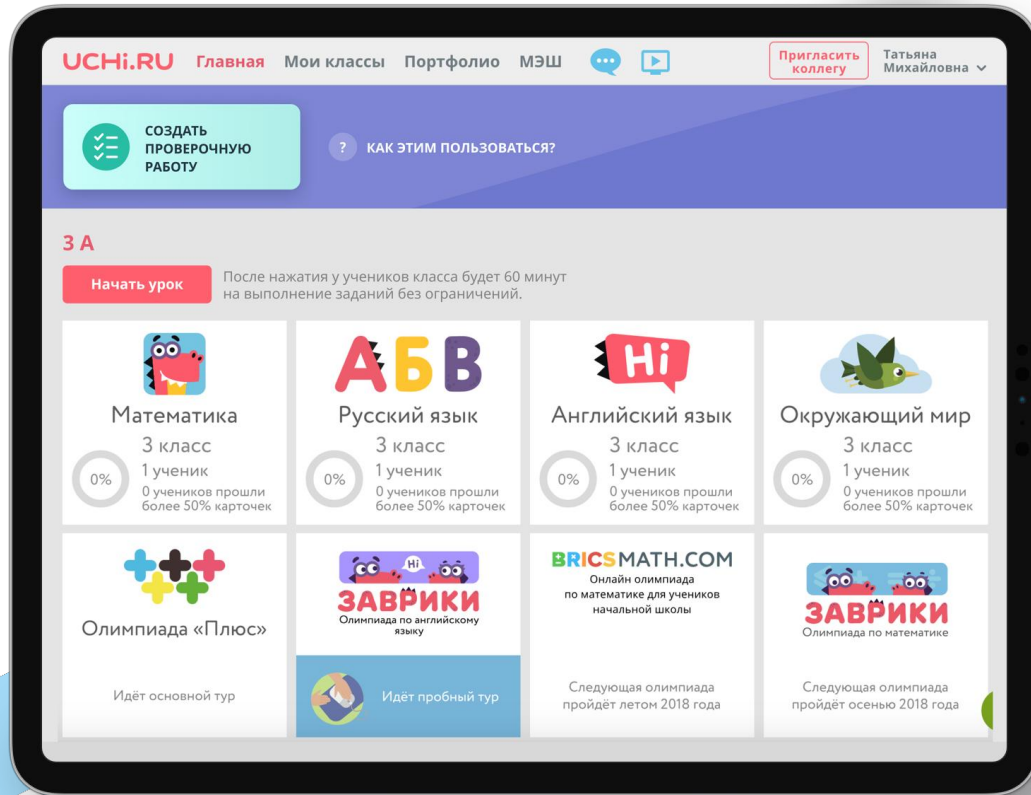 UCHi.RU Главная Мои классы Портфолио МЭШ
Пригласить
коллегу
Татьяна
Михайловна
СОЗДАТЬ
ПРОВЕРОЧНУЮ
РАБОТУ
? КАК ЭТИМ ПОЛЬЗОВАТЬСЯ?
3 А
Начать урок
После нажатия у учеников класса будет 60 минут
на выполнение заданий без ограничений.
Математика
3 класс
0%
1 ученик
0 учеников прошли
более 50% карточек
АБВ
Русский язык
3 класс
0%
1 ученик
0 учеников прошли
более 50% карточек
Hi
Английский язык
3 класс
0%
1 ученик
0 учеников прошли
более 50% карточек
Окружающий мир
3 класс
0%
1 ученик
0 учеников прошли
более 50% карточек
Олимпиада «Плюс»
Идёт основной тур
Hi
ЗАВРИКИ
Олимпиада по английскому
языку
Идёт пробный тур
BRICSMATH.COM
Онлайн олимпиада
по математике для учеников
начальной школы
Следующая олимпиада
пройдёт летом 2018 года
ЗАВРИКИ
Олимпиада по математике
Следующая олимпиада
пройдёт осенью 2018 года